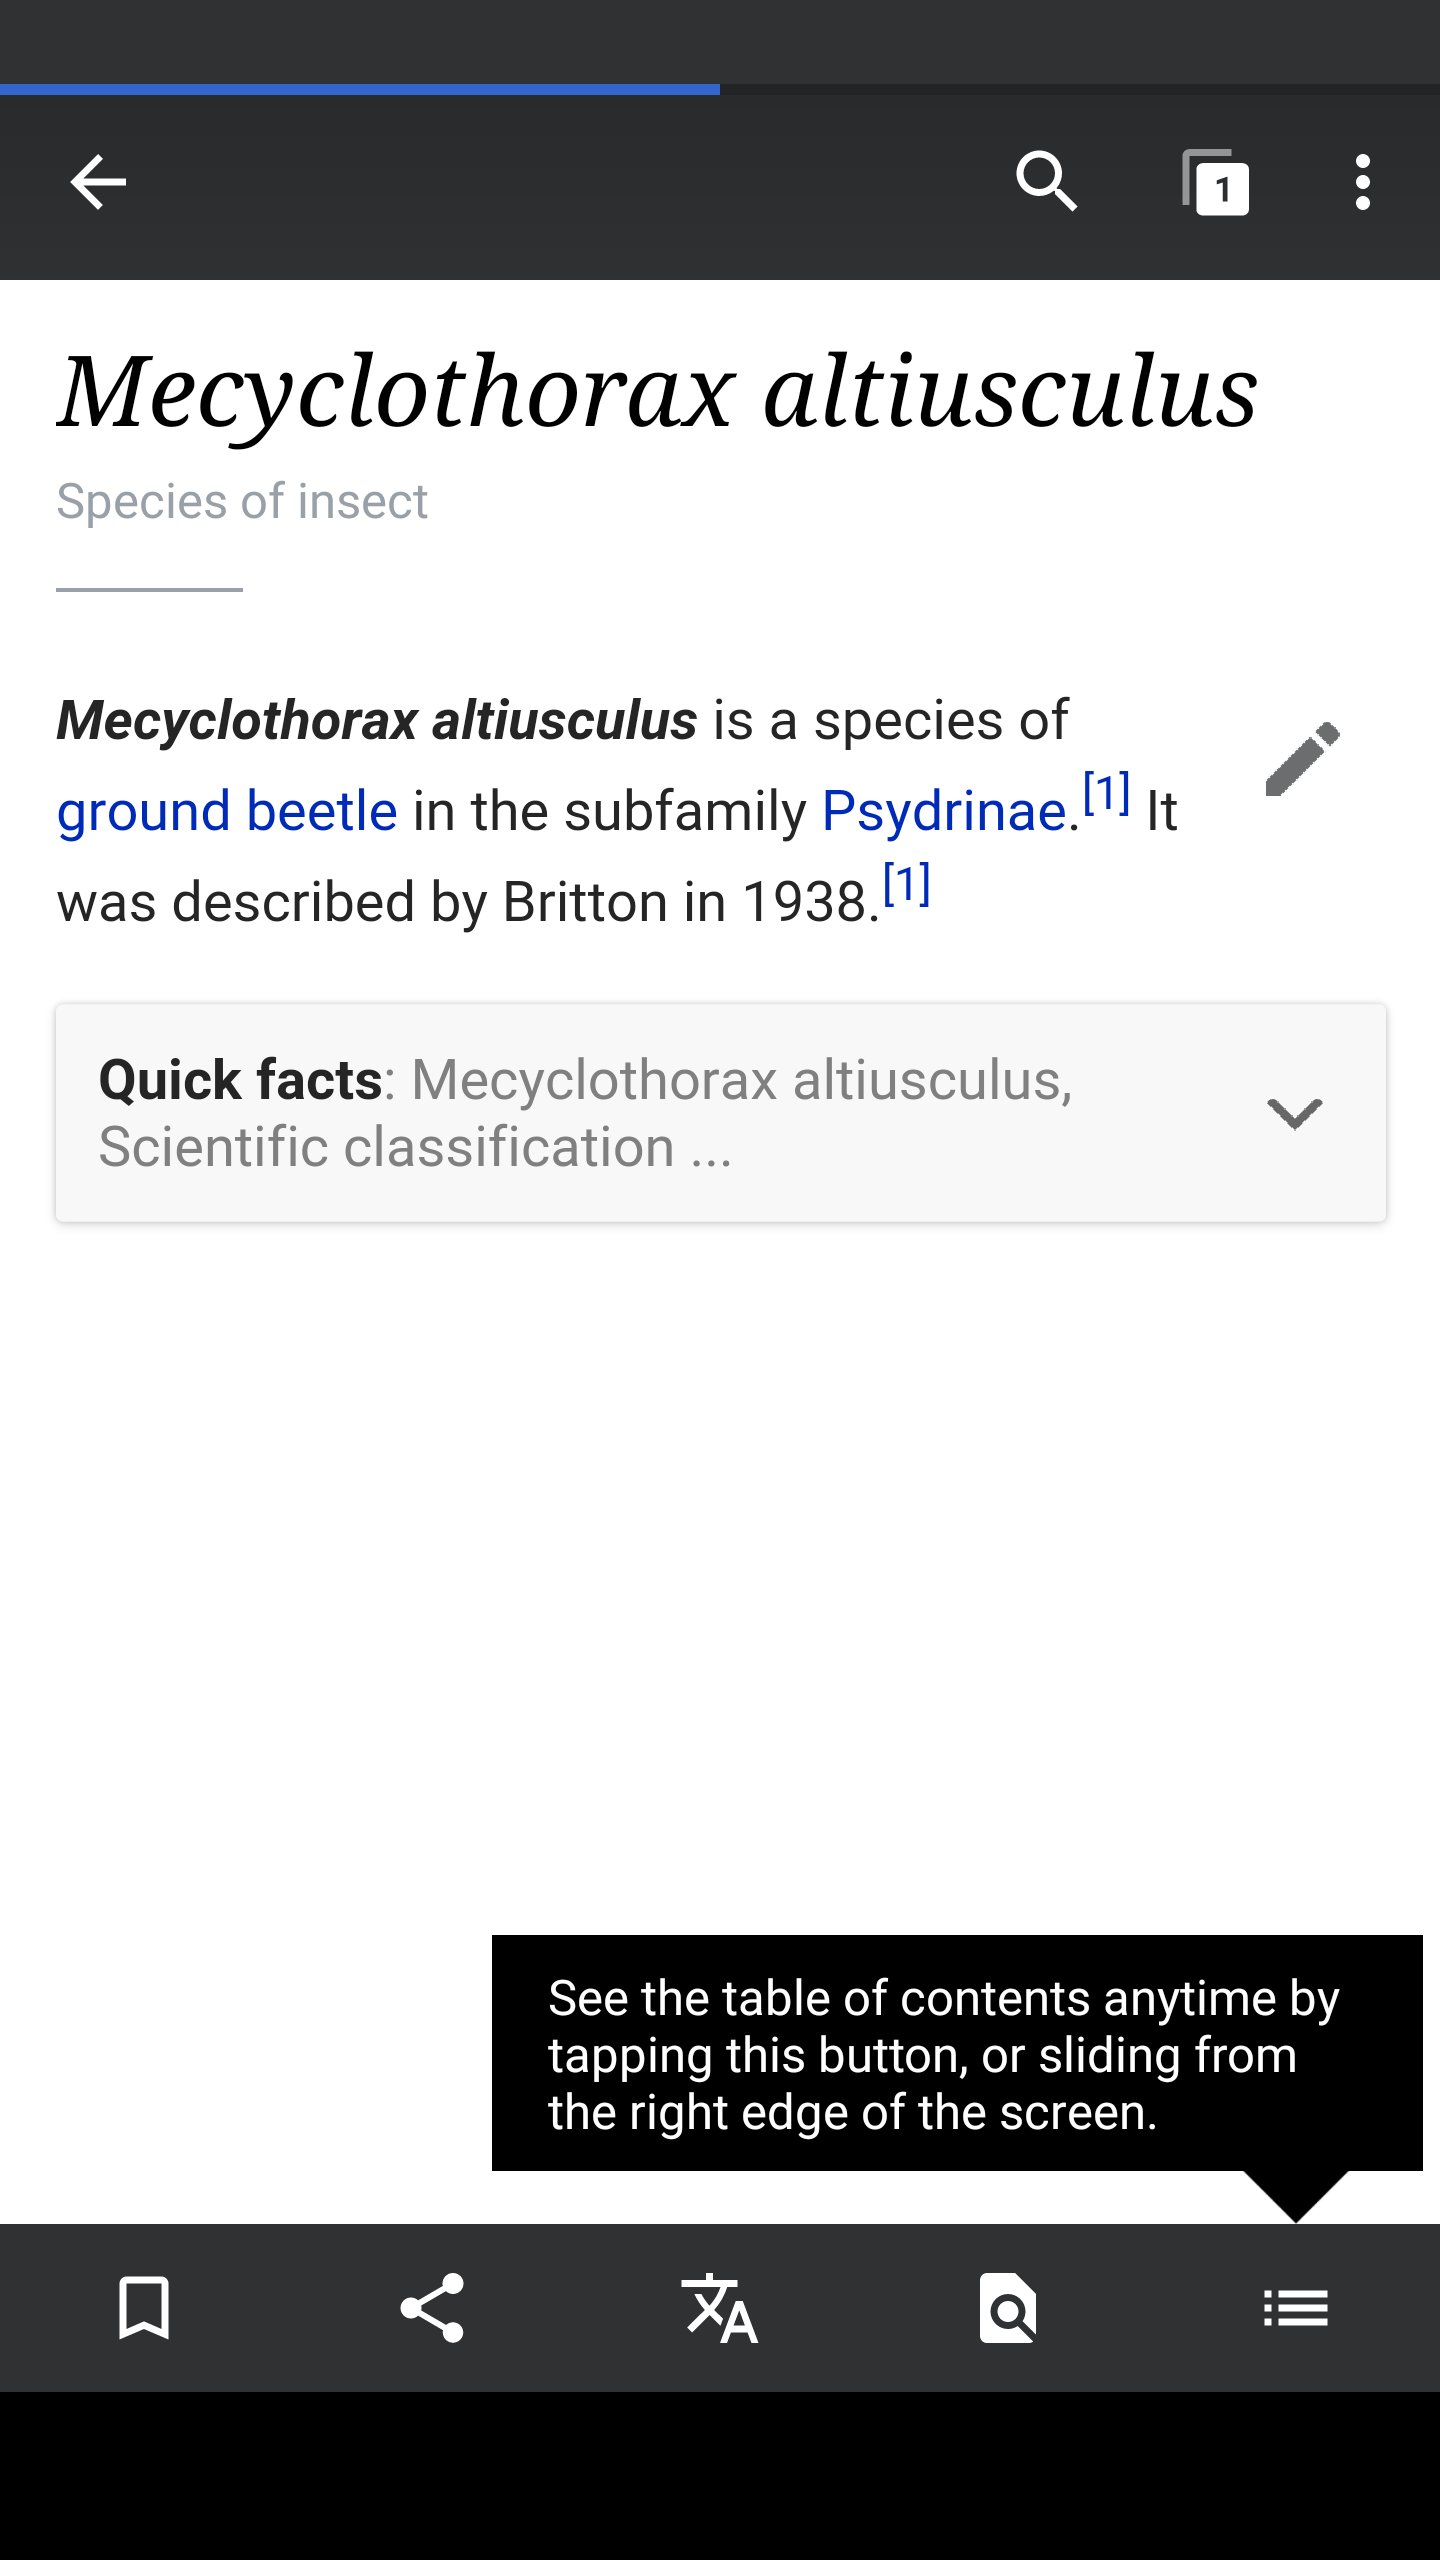 1
Mecyclothorax altiusculus
Species of insect
Mecyclothorax altiusculus is a species of
ground beetle in the subfamily Psydrinae.[1] It
was described by Britton in 1938.[1]
Quick facts: Mecyclothorax altiusculus,
Scientific classification ...
See the table of contents anytime by
tapping this button, or sliding from
the right edge of the screen.